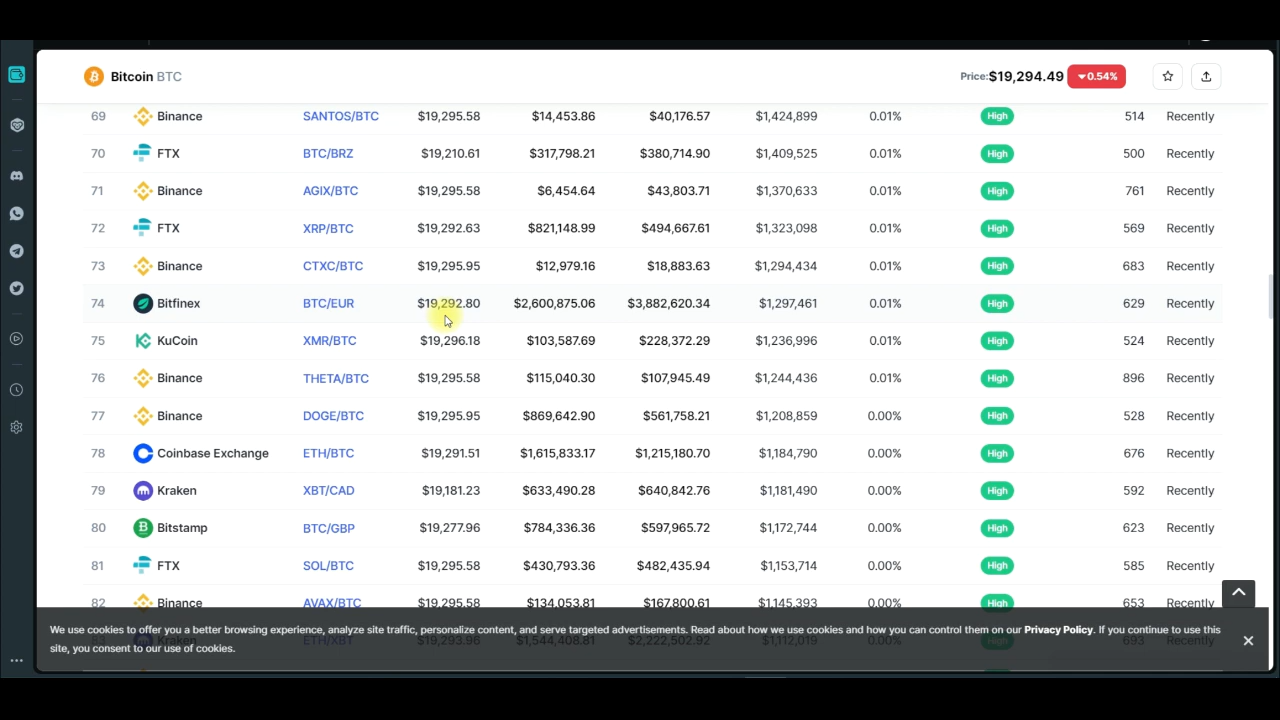 Bitcoin BTC Price:$19,294.49 0.54%
69 Binance SANTOS/BTC $19,295.58 $14,453.86 $40,176.57 $1,424,899 0.01% High 514 Recently
70 FTX BTC/BRZ $19,210.61 $317,798.21 $380,714.90 $1,409,525 0.01% High 500 Recently
71 Binance AGIX/BTC $19,295.58 $6,454.64 $43,803.71 $1,370,633 0.01% High 761 Recently
72 FTX XRP/BTC $19,292.63 $821,148.99 $494,667.61 $1,323,098 0.01% High 569 Recently
73 Binance CTXC/BTC $19,295.95 $12,979.16 $18,883.63 $1,294,434 0.01% High 683 Recently
74 Bitfinex BTC/EUR $19,292.80 $2,600,875.06 $3,882,620.34 $1,297,461 0.01% High 629 Recently
75 KuCoin XMR/BTC $19,296.18 $103,587.69 $228,372.29 $1,236,996 0.01% High 524 Recently
76 Binance THETA/BTC $19,295.58 $115,040.30 $107,945.49 $1,244,436 0.01% High 896 Recently
77 Binance DOGE/BTC $19,295.95 $869,642.90 $561,758.21 $1,208,859 0.00% High 528 Recently
78 Coinbase Exchange ETH/BTC $19,291.51 $1,615,833.17 $1,215,180.70 $1,184,790 0.00% High 676 Recently
79 Kraken XBT/CAD $19,181.23 $633,490.28 $640,842.76 $1,181,490 0.00% High 592 Recently
80 Bitstamp BTC/GBP $19,277.96 $784,336.36 $597,965.72 $1,172,744 0.00% High 623 Recently
81 FTX SOL/BTC $19,295.58 $430,793.36 $482,435.94 $1,153,714 0.00% High 585 Recently
82 Binance AVAX/BTC $19,295.58 $134,053.81 $167,800.61 $1,145,393 0.00% High 653 Recently
We use cookies to offer you a better browsing experience, analyze site traffic, personalize content, and serve targeted advertisements. Read about how we use cookies and how you can control them on our Privacy Policy. If you continue to use this
site, you consent to our use of cookies.